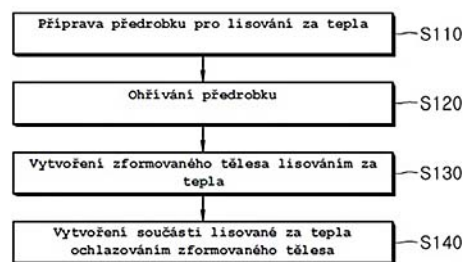 Příprava předrobku pro lisování za tepla
S110
Ohřívání předrobku
S120
Vytvoření zformovaného tělesa lisováním za
tepla
S130
Vytvoření součásti lisované za tepla
ochlazováním zformovaného tělesa
S140